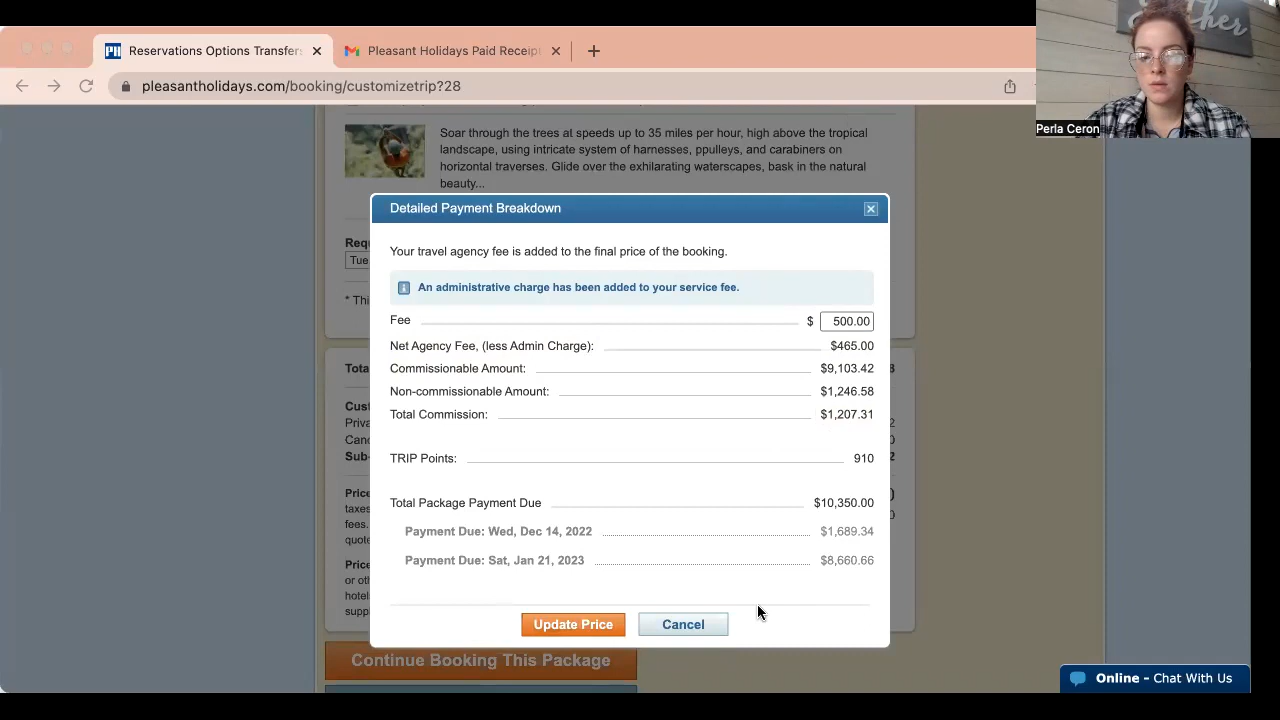 Reservations Options Transfers
Pleasant Holidays Paid Receip
pleasantholidays.com/booking/customizetrip?28
Perla Ceron
Soar through the trees at speeds up to 35 miles per hour, high above the tropical
landscape, using intricate system of harnesses, ppulleys, and carabiners on
horizontal traverses. Glide over the exhilarating waterscapes, bask in the natural
beauty...
Detailed Payment Breakdown
Your travel agency fee is added to the final price of the booking.
An administrative charge has been added to your service fee.
Fee $ 500.00
Net Agency Fee, (less Admin Charge): $465.00
Commissionable Amount: $9,103.42
Non-commissionable Amount: $1,246.58
Total Commission: $1,207.31
TRIP Points: 910
Total Package Payment Due $10,350.00
Payment Due: Wed, Dec 14, 2022 $1,689.34
Payment Due: Sat, Jan 21, 2023 $8,660.66
Update Price Cancel
Continue Booking This Package
Online - Chat With Us